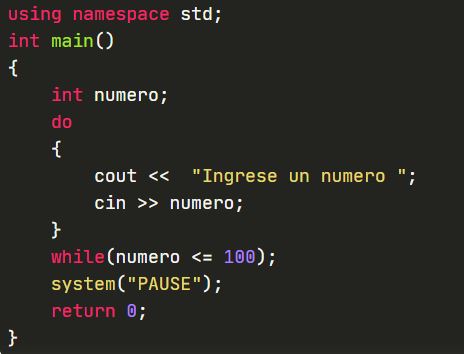 using namespace std;
int main()
{
    int numero;
    do
    {
        cout <<  "Ingrese un numero ";
        cin >> numero;
    }
    while(numero <= 100);
    system("PAUSE");
    return 0;
}